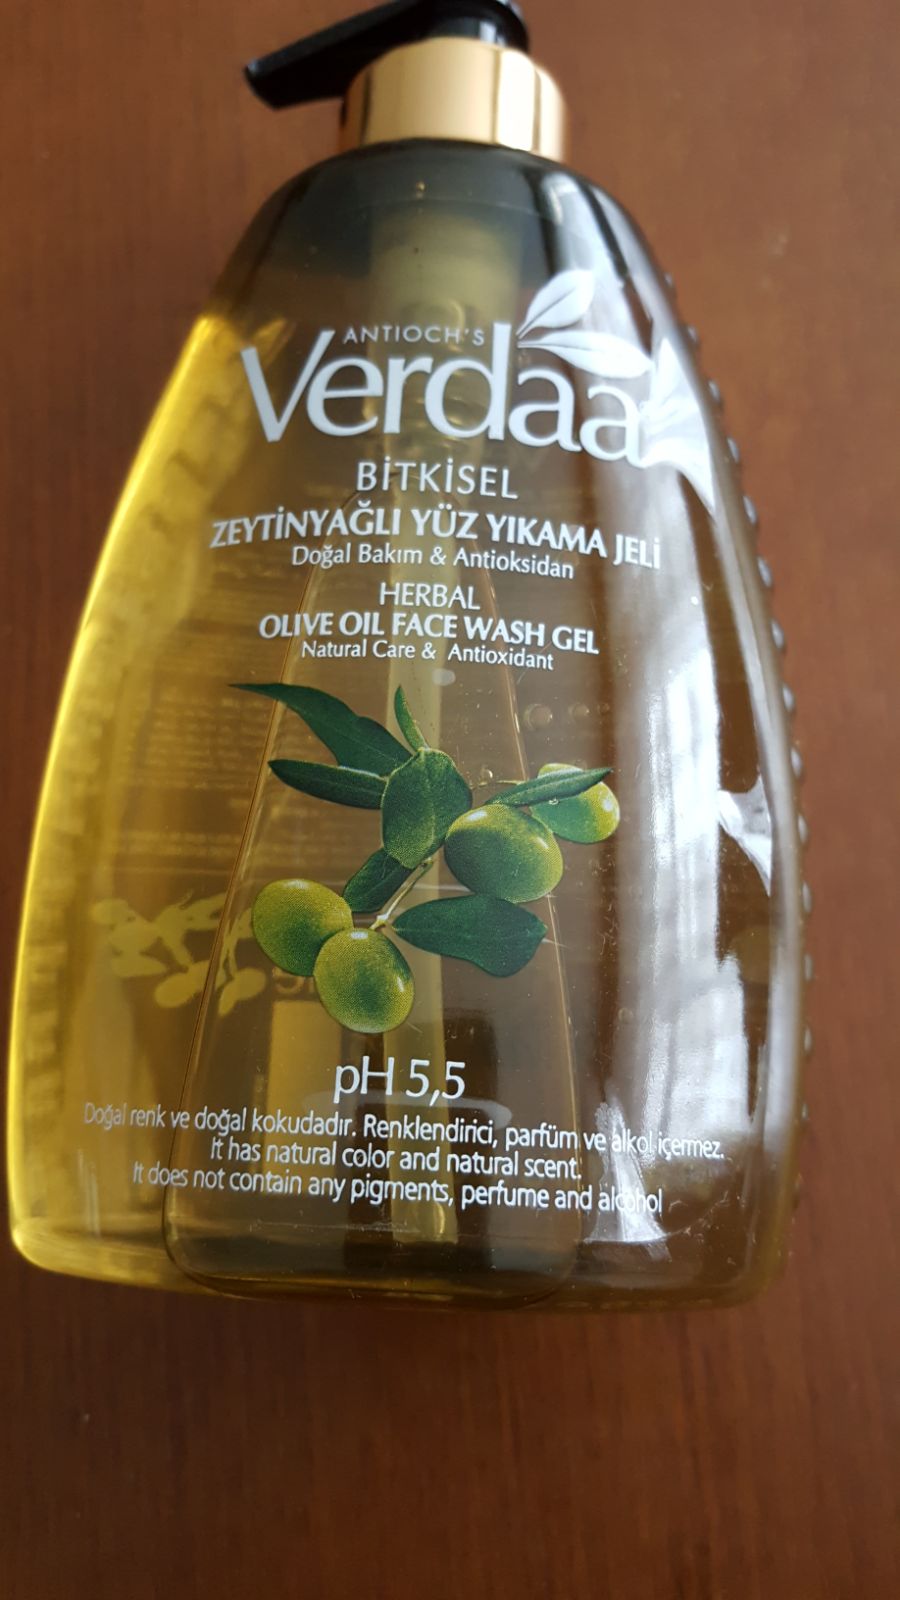 ANTIOCH'S
Verdaa
BİTKİSEL
ZEYTİNYAĞLI YÜZ YIKAMA JELİ
Doğal Bakım & Antioksidan
HERBAL
OLIVE OIL FACE WASH GEL
Natural Care & Antioxidant
pH 5,5
Doğal renk ve doğal kokudadır. Renklendirici, parfüm ve alkol içermez.
It has natural color and natural scent.
It does not contain any pigments, perfume and alcohol